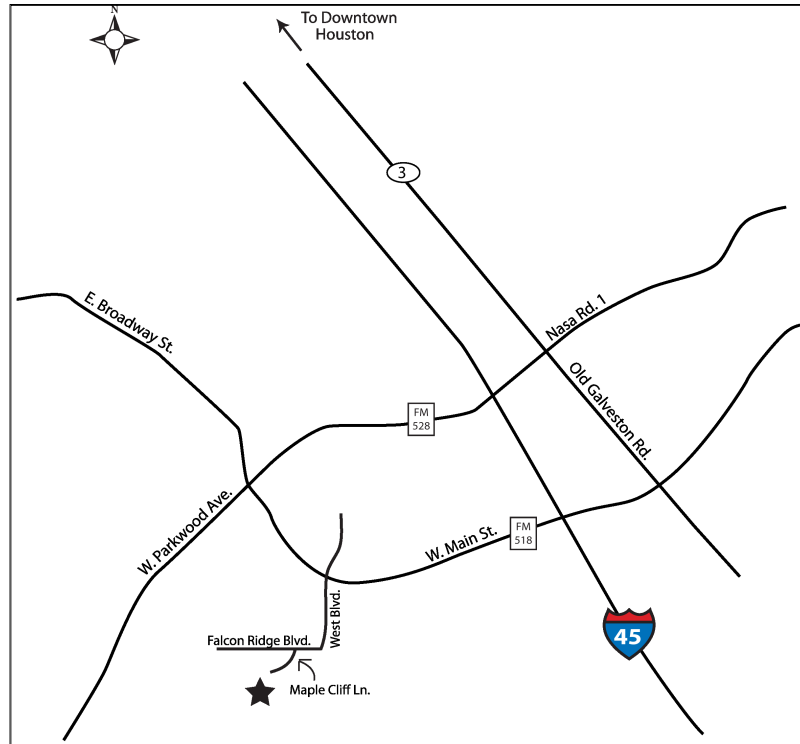 N
To Downtown
Houston
3
Nasa Rd. 1
E. Broadway St.
Old Galveston Rd.
FM
528
W. Parkwood Ave.
FM
518
W. Main St.
West Blvd.
45
Falcon Ridge Blvd.
Maple Cliff Ln.